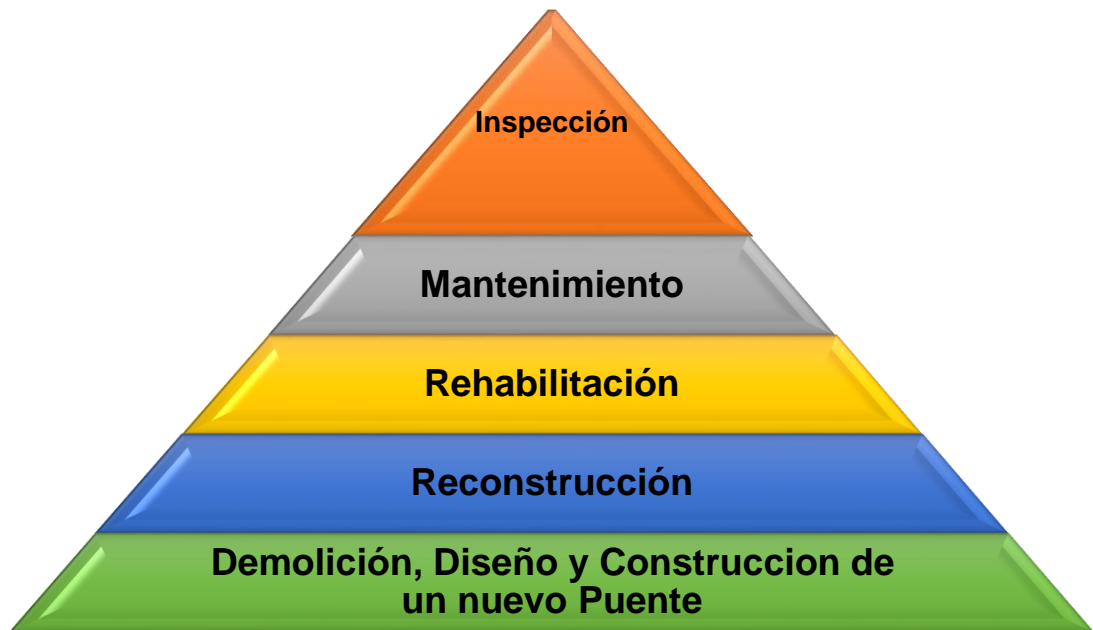 Inspección
Mantenimiento
Rehabilitación
Reconstrucción
Demolición, Diseño y Construccion de
un nuevo Puente